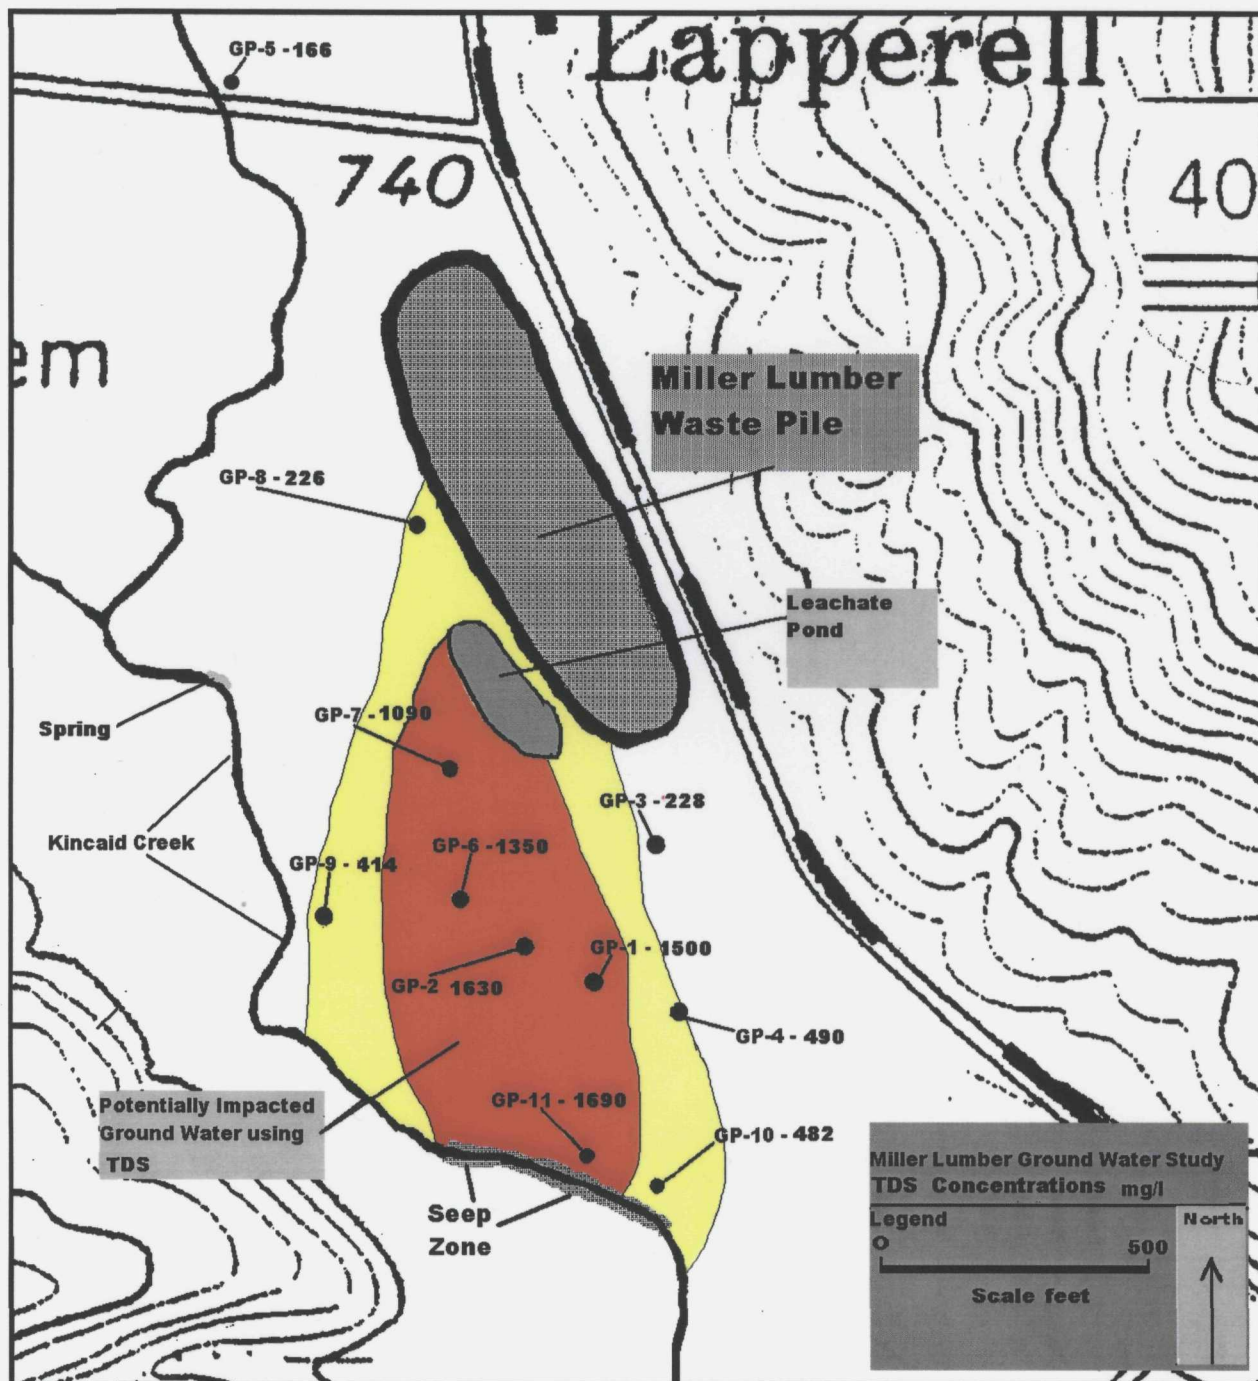 Lapperell
GP-5 - 166
740
40
em
Miller Lumber
Waste Pile
GP-8 - 226
Leachate
Pond
Spring
GP-7 - 1090
GP-3 - 228
Kincaid Creek
GP-6 - 1350
GP-9 - 414
GP-1 - 1500
GP-2 1630
GP-4 - 490
Potentially Impacted
Ground Water using
TDS
GP-11 - 1690
GP-10 - 482
Seep
Zone
Miller Lumber Ground Water Study
TDS Concentrations mg/l
Legend
North
0 500
Scale feet